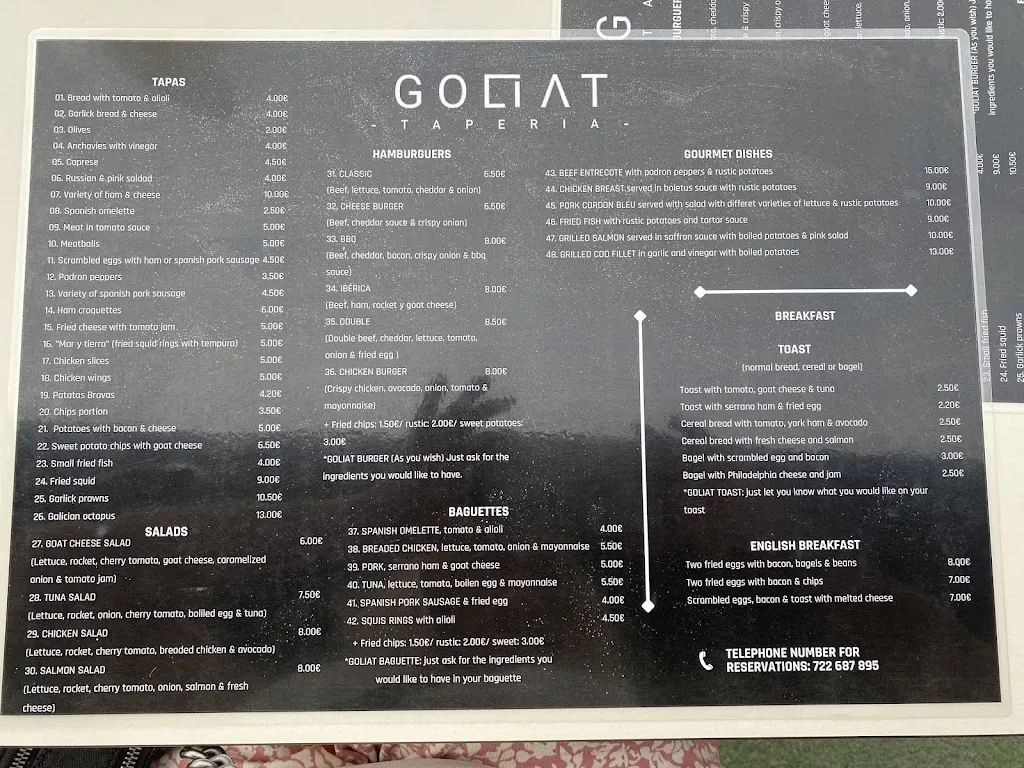 GOLIAT
- TAPERIA -
TAPAS
01. Bread with tomato & alioli 4.00€
02. Garlick bread & cheese 4.00€
03. Olives 2.00€
04. Anchovies with vinegar 4.00€
05. Caprese 4.50€
06. Russian & pink saldad 4.00€
07. Variety of ham & cheese 10.00€
08. Spanish omelette 2.50€
09. Meat in tomato sauce 5.00€
10. Meatballs 5.00€
11. Scrambled eggs with ham or spanish pork sausage 4.50€
12. Padron peppers 3.50€
13. Variety of spanish pork sausage 4.50€
14. Ham croquettes 6.00€
15. Fried cheese with tomato jam 5.00€
16. "Mar y tierra" (fried squid rings with tempura) 5.00€
17. Chicken slices 5.00€
18. Chicken wings 5.00€
19. Patatas Bravas 4.20€
20. Chips portion 3.50€
21. Potatoes with bacon & cheese 5.00€
22. Sweet potato chips with goat cheese 6.50€
23. Small fried fish 4.00€
24. Fried squid 9.00€
25. Garlick prawns 10.50€
26. Galician octopus 13.00€
SALADS
27. GOAT CHEESE SALAD 6.00€
(Lettuce, rocket, cherry tomato, goat cheese, caramelized
onion & tomato jam)
28. TUNA SALAD 7.50€
(Lettuce, rocket, onion, cherry tomato, boliled egg & tuna)
29. CHICKEN SALAD 8.00€
(Lettuce, rocket, cherry tomato, breaded chicken & avocado)
30. SALMON SALAD 8.00€
(Lettuce, rocket, cherry tomato, onion, salmon & fresh
cheese)
HAMBURGUERS
31. CLASSIC 6.50€
(Beef, lettuce, tomato, cheddar & onion)
32. CHEESE BURGER 6.50€
(Beef, cheddar sauce & crispy onion)
33. BBQ 8.00€
(Beef, cheddar, bacon, crispy onion & bbq
sauce)
34. IBÉRICA 8.00€
(Beef, ham, rocket y goat cheese)
35. DOUBLE 8.50€
(Double beef, cheddar, lettuce, tomato,
onion & fried egg )
36. CHICKEN BURGER 8.00€
(Crispy chicken, avocado, onion, tomato &
mayonnaise)
+ Fried chips: 1.50€/ rustic: 2.00€/ sweet potatoes:
3.00€
*GOLIAT BURGER (As you wish) Just ask for the
ingredients you would like to have.
BAGUETTES
37. SPANISH OMELETTE, tomato & alioli 4.00€
38. BREADED CHICKEN, lettuce, tomato, onion & mayonnaise 5.50€
39. PORK, serrano ham & goat cheese 5.00€
40. TUNA, lettuce, tomato, boilen egg & mayonnaise 5.50€
41. SPANISH PORK SAUSAGE & fried egg 4.00€
42. SQUIS RINGS with alioli 4.50€
+ Fried chips: 1.50€/ rustic: 2.00€/ sweet: 3.00€
*GOLIAT BAGUETTE: just ask for the ingredients you
would like to have in your baguette
GOURMET DISHES
43. BEEF ENTRECOTE with padron peppers & rustic potatoes 15.00€
44. CHICKEN BREAST served in boletus sauce with rustic potatoes 9.00€
45. PORK CORDON BLEU served with salad with differet varieties of lettuce & rustic potatoes 10.00€
46. FRIED FISH with rustic potatoes and tartar sauce 9.00€
47. GRILLED SALMON served in saffron sauce with boiled potatoes & pink salad 10.00€
48. GRILLED COD FILLET in garlic and vinegar with boiled potatoes 13.00€
BREAKFAST
TOAST
(normal bread, cereal or bagel)
Toast with tomato, goat cheese & tuna 2.50€
Toast with serrano ham & fried egg 2.20€
Cereal bread with tomato, york ham & avocado 2.50€
Cereal bread with fresh cheese and salmon 2.50€
Bagel with scrambled egg and bacon 3.00€
Bagel with Philadelphia cheese and jam 2.50€
*GOLIAT TOAST: just let you know what you would like on your
toast
ENGLISH BREAKFAST
Two fried eggs with bacon, bagels & beans 8.00€
Two fried eggs with bacon & chips 7.00€
Scrambled eggs, bacon & toast with melted cheese 7.00€
TELEPHONE NUMBER FOR
RESERVATIONS: 722 687 895
G
*GOLIAT BURGER (As you wish) J
ingredients you would like to ha
4.00€
9.00€
10.50€
23. Small fried fish
24. Fried squid
25. Garlick prawns